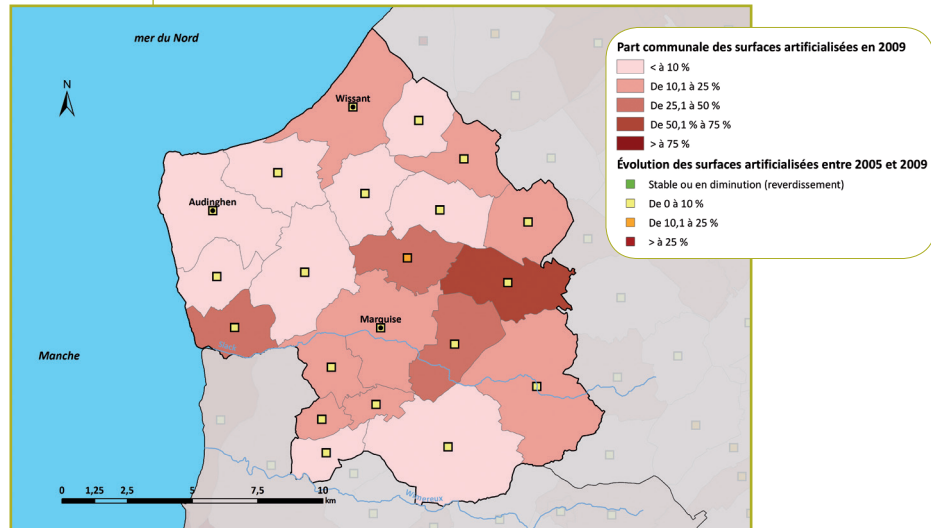 mer du Nord
N
Wissant
Audinghen
Marquise
Manche
0 1,25 2,5 5 7,5 10
km
Part communale des surfaces artificialisées en 2009
< à 10 %
De 10,1 à 25 %
De 25,1 à 50 %
De 50,1 % à 75 %
> à 75 %
Évolution des surfaces artificialisées entre 2005 et 2009
Stable ou en diminution (reverdissement)
De 0 à 10 %
De 10,1 à 25 %
> à 25 %